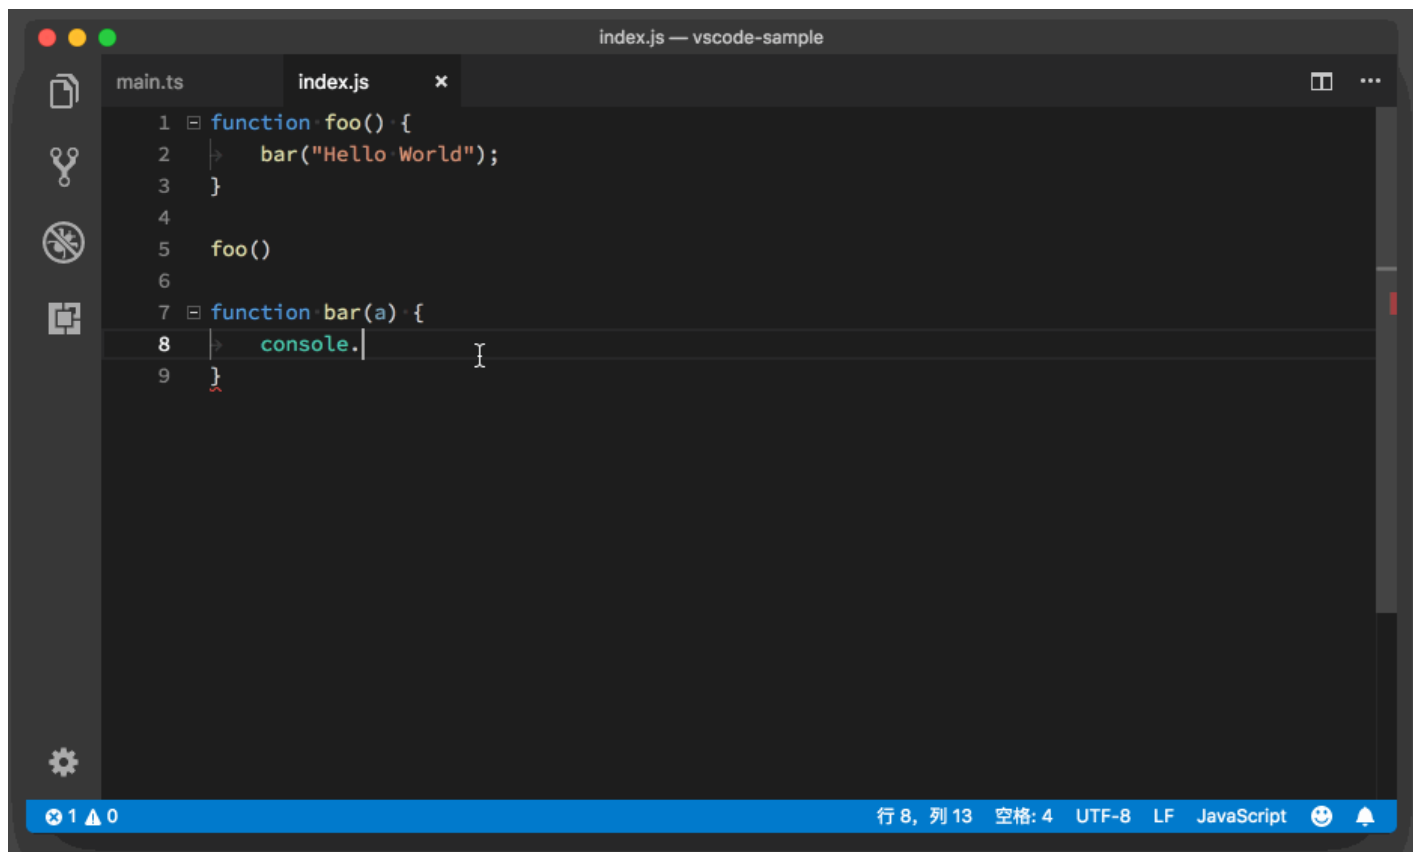 index.js — vscode-sample
main.ts index.js
1 function foo() {
2 bar("Hello World");
3 }
4
5 foo()
6
7 function bar(a) {
8 console.
9 }
1 0 行 8，列 13 空格: 4 UTF-8 LF JavaScript